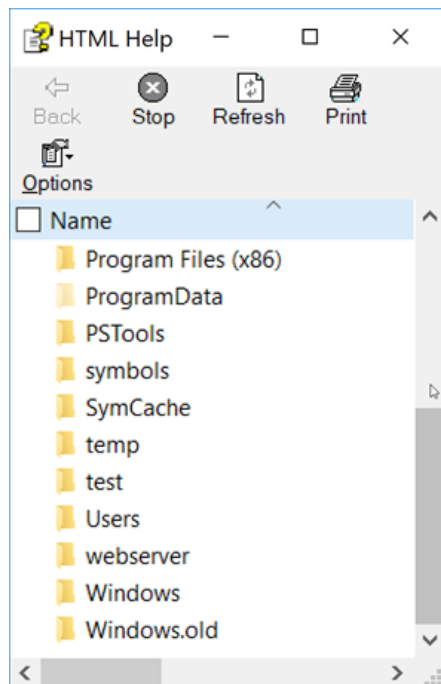 HTML Help
Back Stop Refresh Print
Options
Name
Program Files (x86)
ProgramData
PSTools
symbols
SymCache
temp
test
Users
webserver
Windows
Windows.old